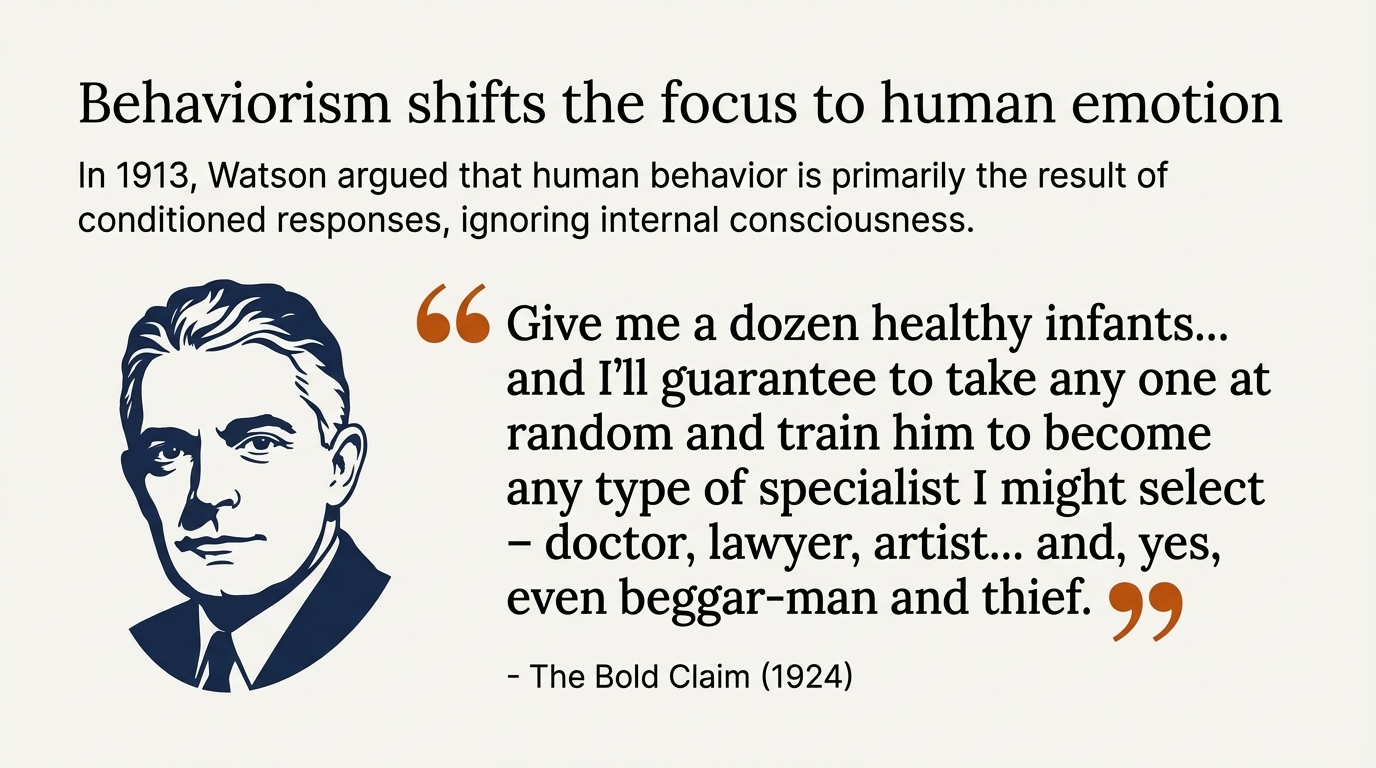 Behaviorism shifts the focus to human emotion
In 1913, Watson argued that human behavior is primarily the result of
conditioned responses, ignoring internal consciousness.
“ Give me a dozen healthy infants...
and I’ll guarantee to take any one at
random and train him to become
any type of specialist I might select
– doctor, lawyer, artist... and, yes,
even beggar-man and thief. ”
- The Bold Claim (1924)